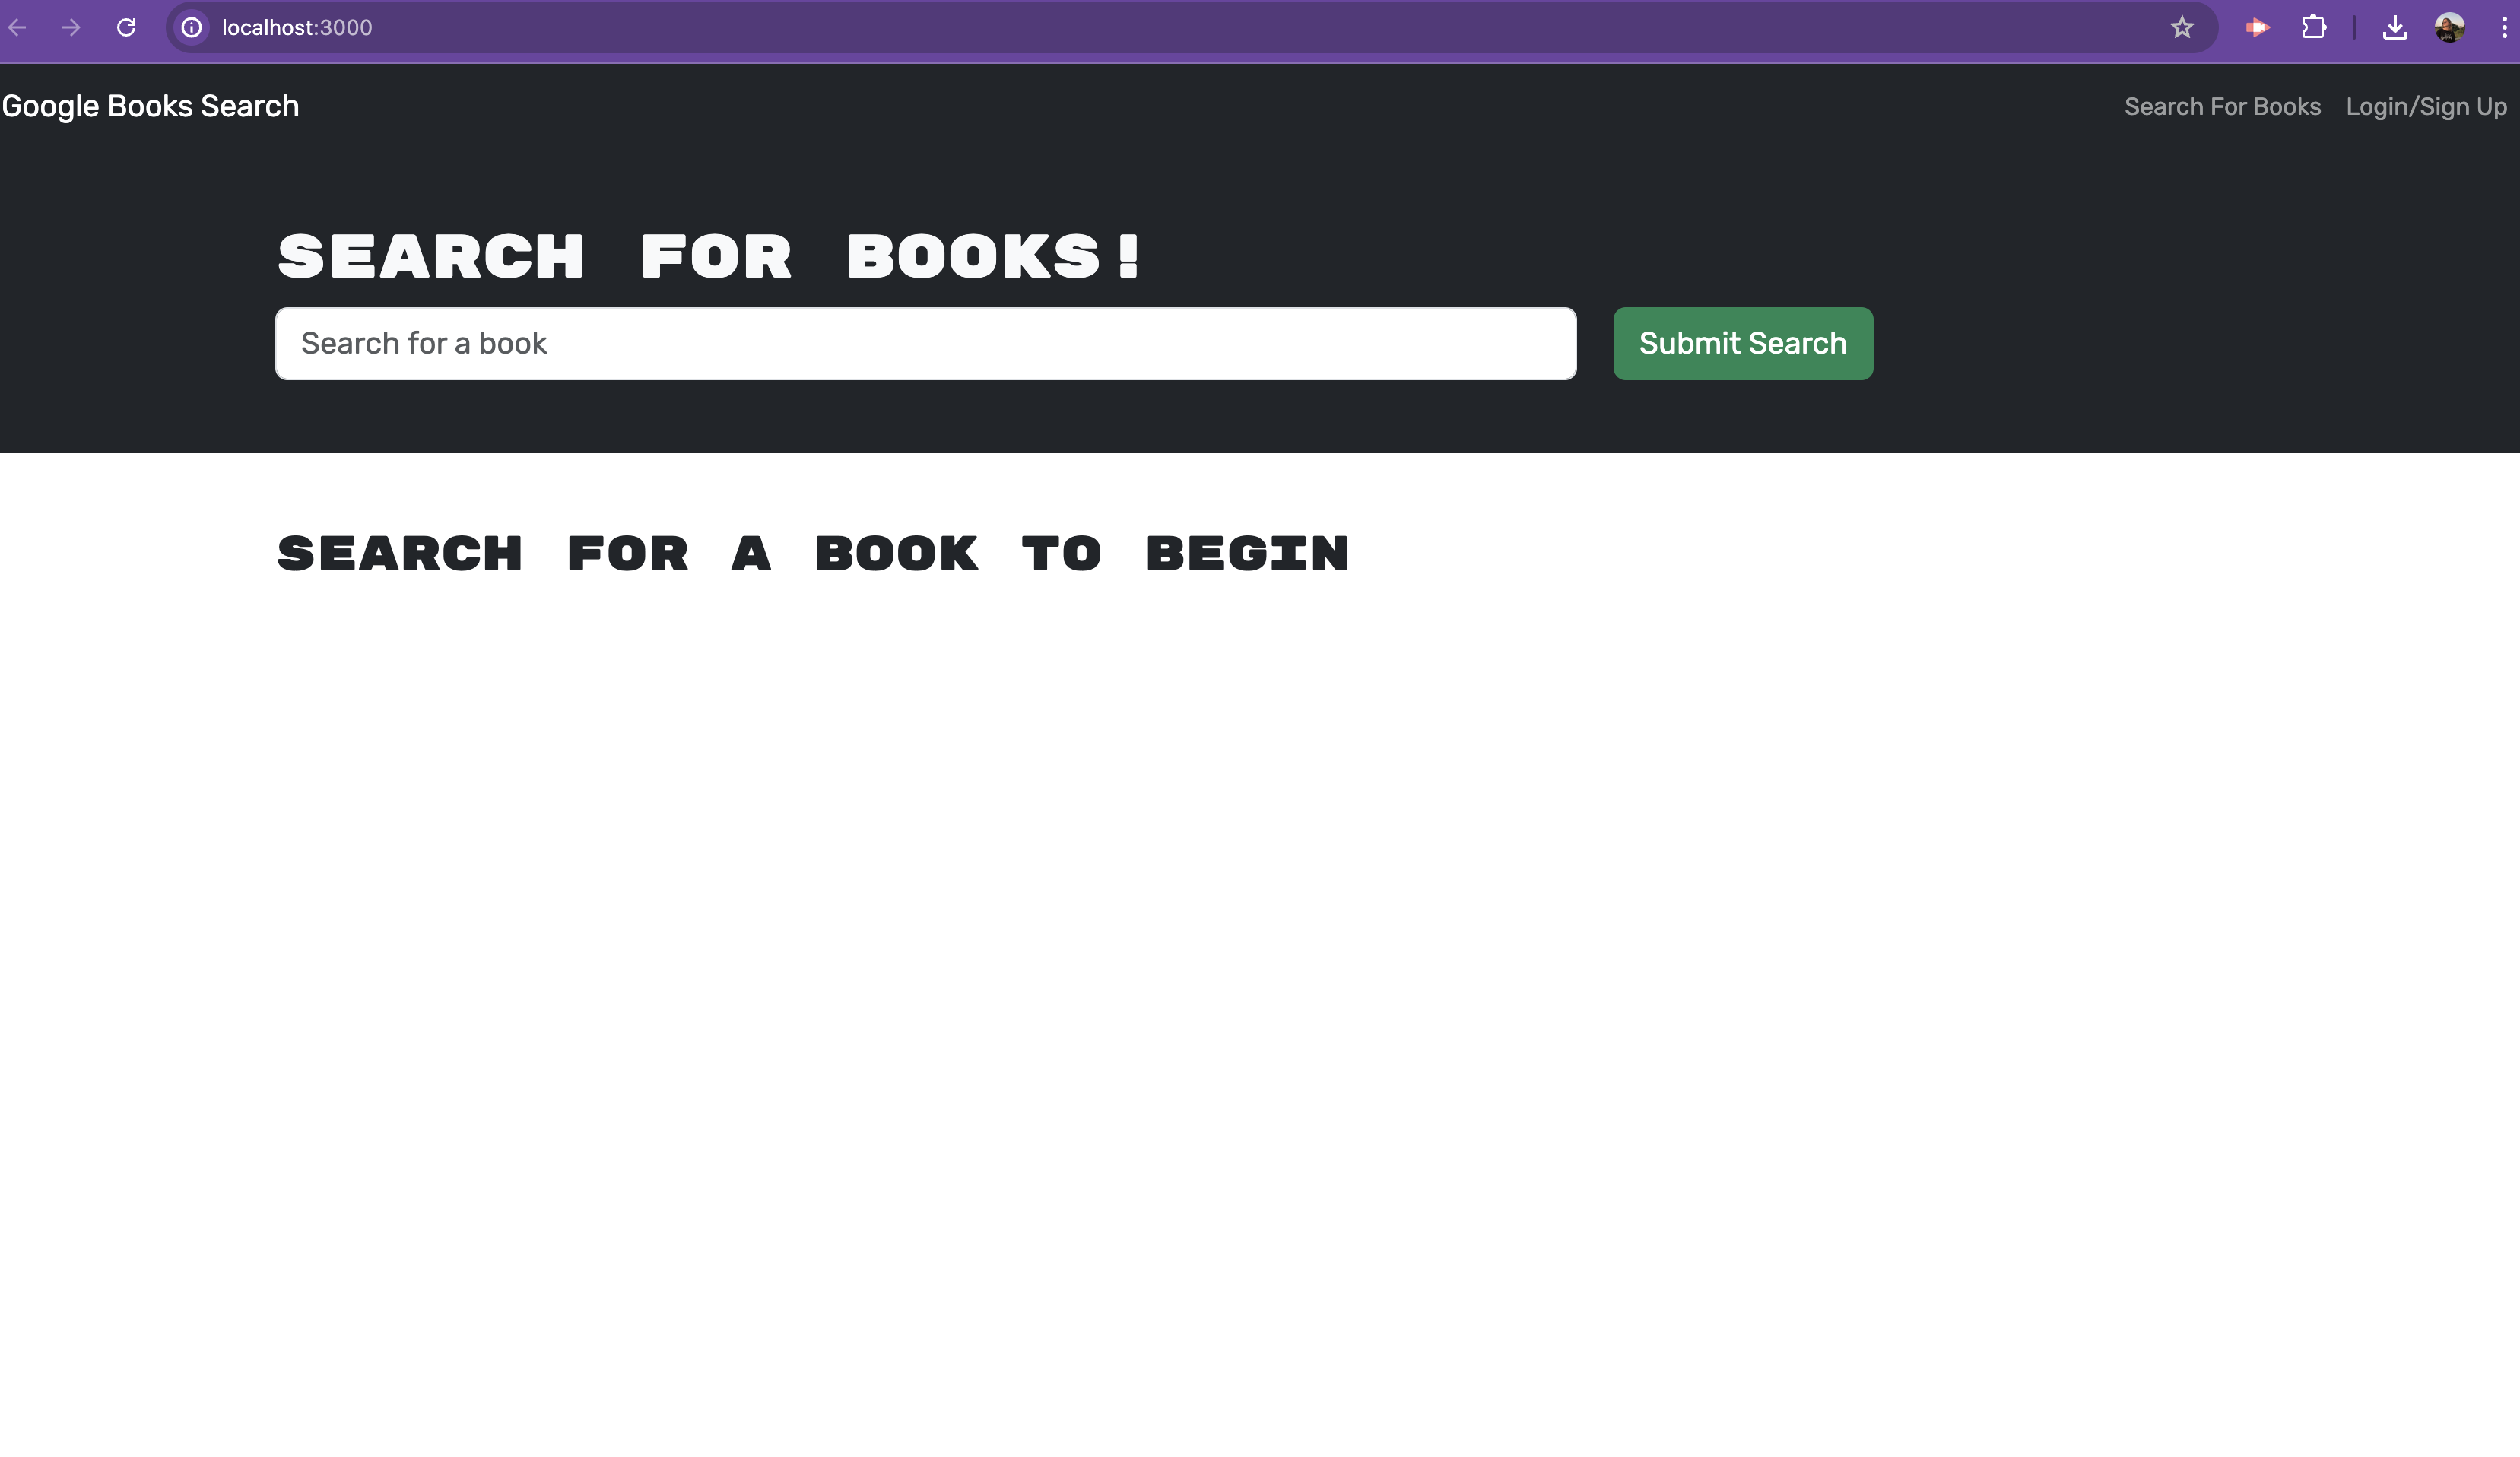 localhost:3000
Google Books Search
Search For Books
Login/Sign Up
SEARCH FOR BOOKS!
Search for a book
Submit Search
SEARCH FOR A BOOK TO BEGIN